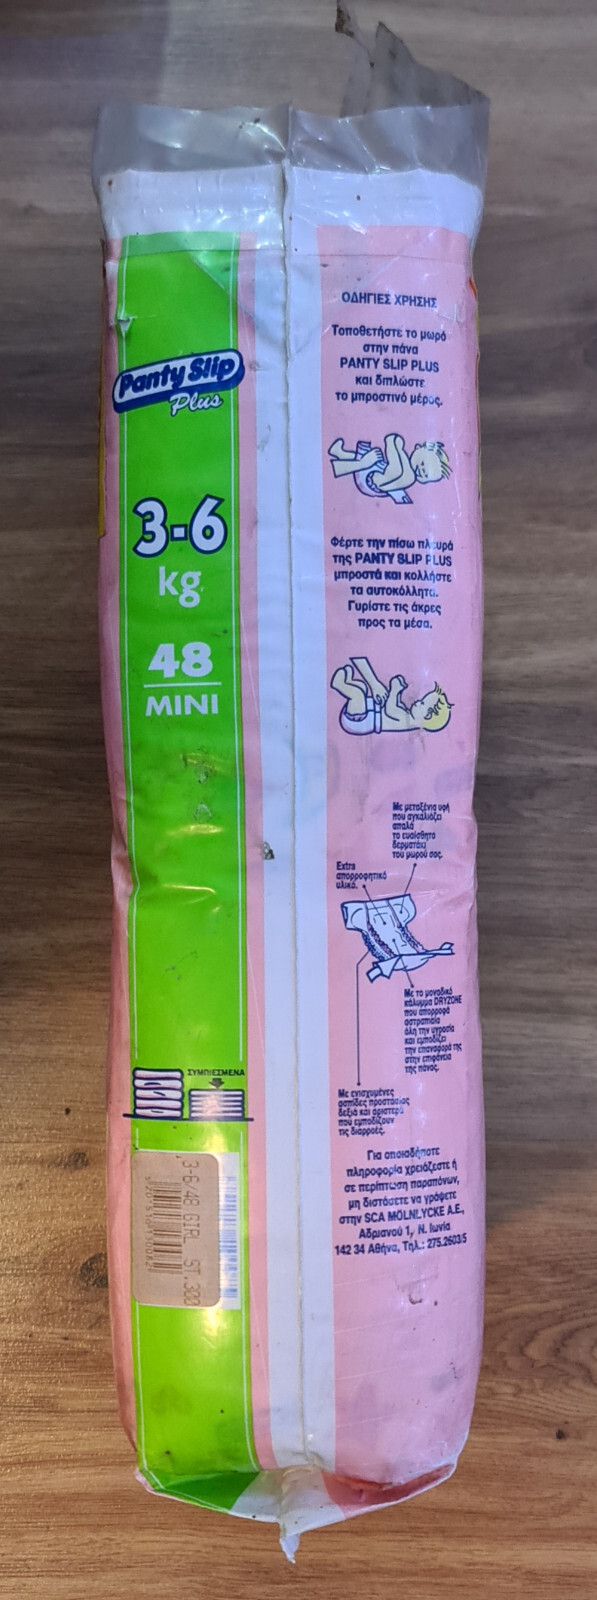 Panty Slip
Plus
3-6
kg
48
MINI
ΣΥΜΠΙΕΣΜΕΝΑ
3-6/48 GIRL ST.300
ΟΔΗΓΙΕΣ ΧΡΗΣΗΣ
Τοποθετήστε το μωρό
στην πάνα
PANTY SLIP PLUS
και διπλώστε
το μπροστινό μέρος.
Φέρτε την πίσω πλευρά
της PANTY SLIP PLUS
μπροστά και κολλήστε
τα αυτοκόλλητα.
Γυρίστε τις άκρες
προς τα μέσα.
Με μεταξένια υφή
που αγκαλιάζει
απαλά
το ευαίσθητο
δερματάκι
του μωρού σας.
Extra
απορροφητικό
υλικό.
Με το μοναδικό
κάλυμμα DRYZONE
που απορροφά
αστραπιαία
όλη την υγρασία
και εμποδίζει
την επαναφορά της
στην επιφάνεια
της πάνας.
Με ενισχυμένες
ασπίδες προστασίας
δεξιά και αριστερά
που εμποδίζουν
τις διαρροές.
Για οποιαδήποτε
πληροφορία χρειάζεστε ή
σε περίπτωση παραπόνων,
μη διστάσετε να γράψετε
στην SCA MÖLNLYCKE A.E.,
Αδριανού 1, Ν. Ιωνία
142 34 Αθήνα, Τηλ.: 275.2603/5